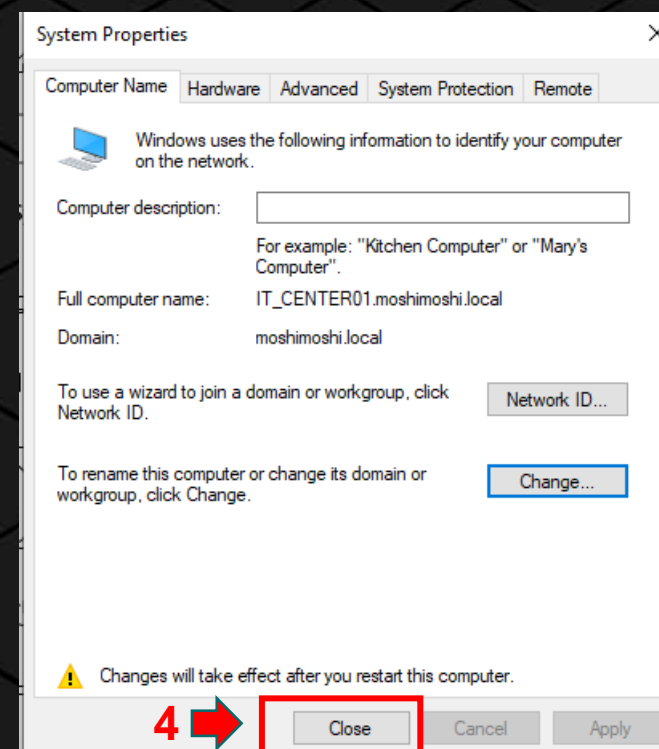 System Properties
Computer Name Hardware Advanced System Protection Remote
Windows uses the following information to identify your computer
on the network.
Computer description:
For example: "Kitchen Computer" or "Mary's
Computer".
Full computer name: IT_CENTER01.moshimoshi.local
Domain: moshimoshi.local
To use a wizard to join a domain or workgroup, click
Network ID.
Network ID...
To rename this computer or change its domain or
workgroup, click Change.
Change...
Changes will take effect after you restart this computer.
4 Close Cancel Apply